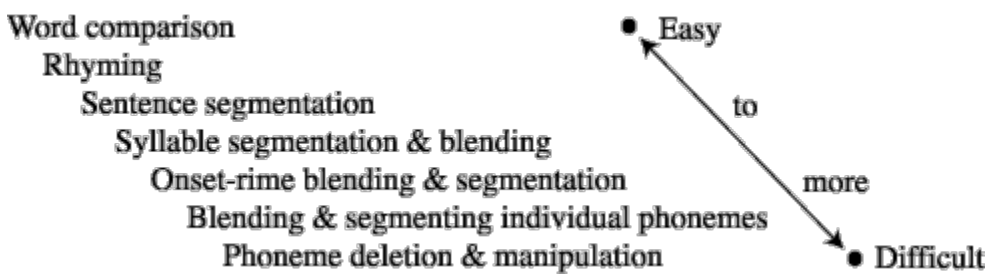 Word comparison
Easy
Rhyming
Sentence segmentation
to
Syllable segmentation & blending
Onset-rime blending & segmentation
more
Blending & segmenting individual phonemes
Phoneme deletion & manipulation
Difficult